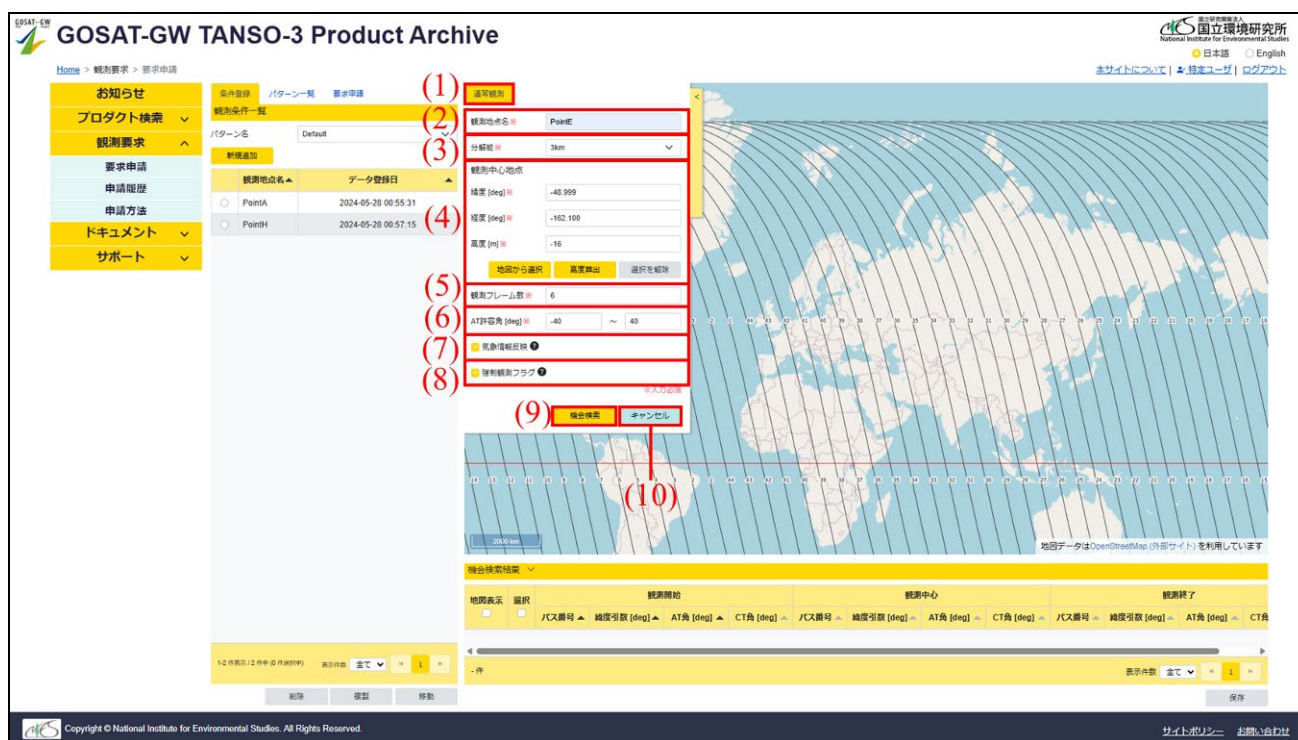 GOSAT-GW
GOSAT-GW TANSO-3 Product Archive
国立研究開発法人
国立環境研究所
National Institute for Environmental Studies
日本語 English
Home > 観測要求 > 要求申請
本サイトについて | 特定ユーザ | ログアウト
お知らせ
プロダクト検索
観測要求
要求申請
申請履歴
申請方法
ドキュメント
サポート
条件登録 パターン一覧 要求申請
観測条件一覧
パターン名 Default
新規追加
観測地点名▲ データ登録日 ▲
PointA 2024-05-28 00:55:31
PointH 2024-05-28 00:57:15
1-2 件表示 / 2 件中 (0 件選択中) 表示件数 全て « 1 »
削除 複製 移動
(1) 通常観測 <
(2) 観測地点名※ PointE
(3) 分解能※ 3km
(4) 観測中心地点
緯度 [deg]※ -48.999
経度 [deg]※ -162.100
高度 [m]※ -16
地図から選択 高度算出 選択を解除
(5) 観測フレーム数※ 6
(6) AT許容角 [deg]※ -40 ~ 40
(7) 気象情報反映 ?
(8) 強制観測フラグ ?
※入力必須
(9) 機会検索 キャンセル
(10)
2000 km
地図データはOpenStreetMap (外部サイト) を利用しています
機会検索結果
地図表示 選択 観測開始 観測中心 観測終了
パス番号 緯度引数 [deg] AT角 [deg] CT角 [deg] パス番号 緯度引数 [deg] AT角 [deg] CT角 [deg] パス番号 緯度引数 [deg] AT角 [deg] CT角
- 件 表示件数 全て « 1 »
保存
Copyright © National Institute for Environmental Studies. All Rights Reserved.
サイトポリシー お問い合わせ